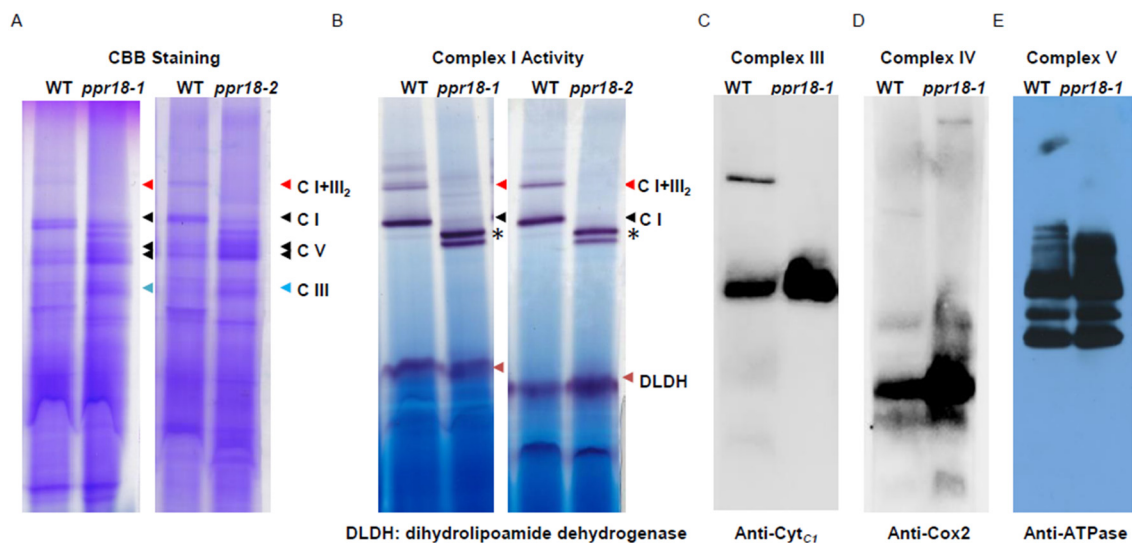 A
B
C
D
E
CBB Staining
Complex I Activity
Complex III
Complex IV
Complex V
WT ppr18-1
WT ppr18-2
WT ppr18-1
WT ppr18-2
WT
ppr18-1
WT
ppr18-1
WT ppr18-1
C I+III₂
C I
C V
C III
C I+III₂
C I
*
*
DLDH
DLDH: dihydrolipoamide dehydrogenase
Anti-Cytc1
Anti-Cox2
Anti-ATPase